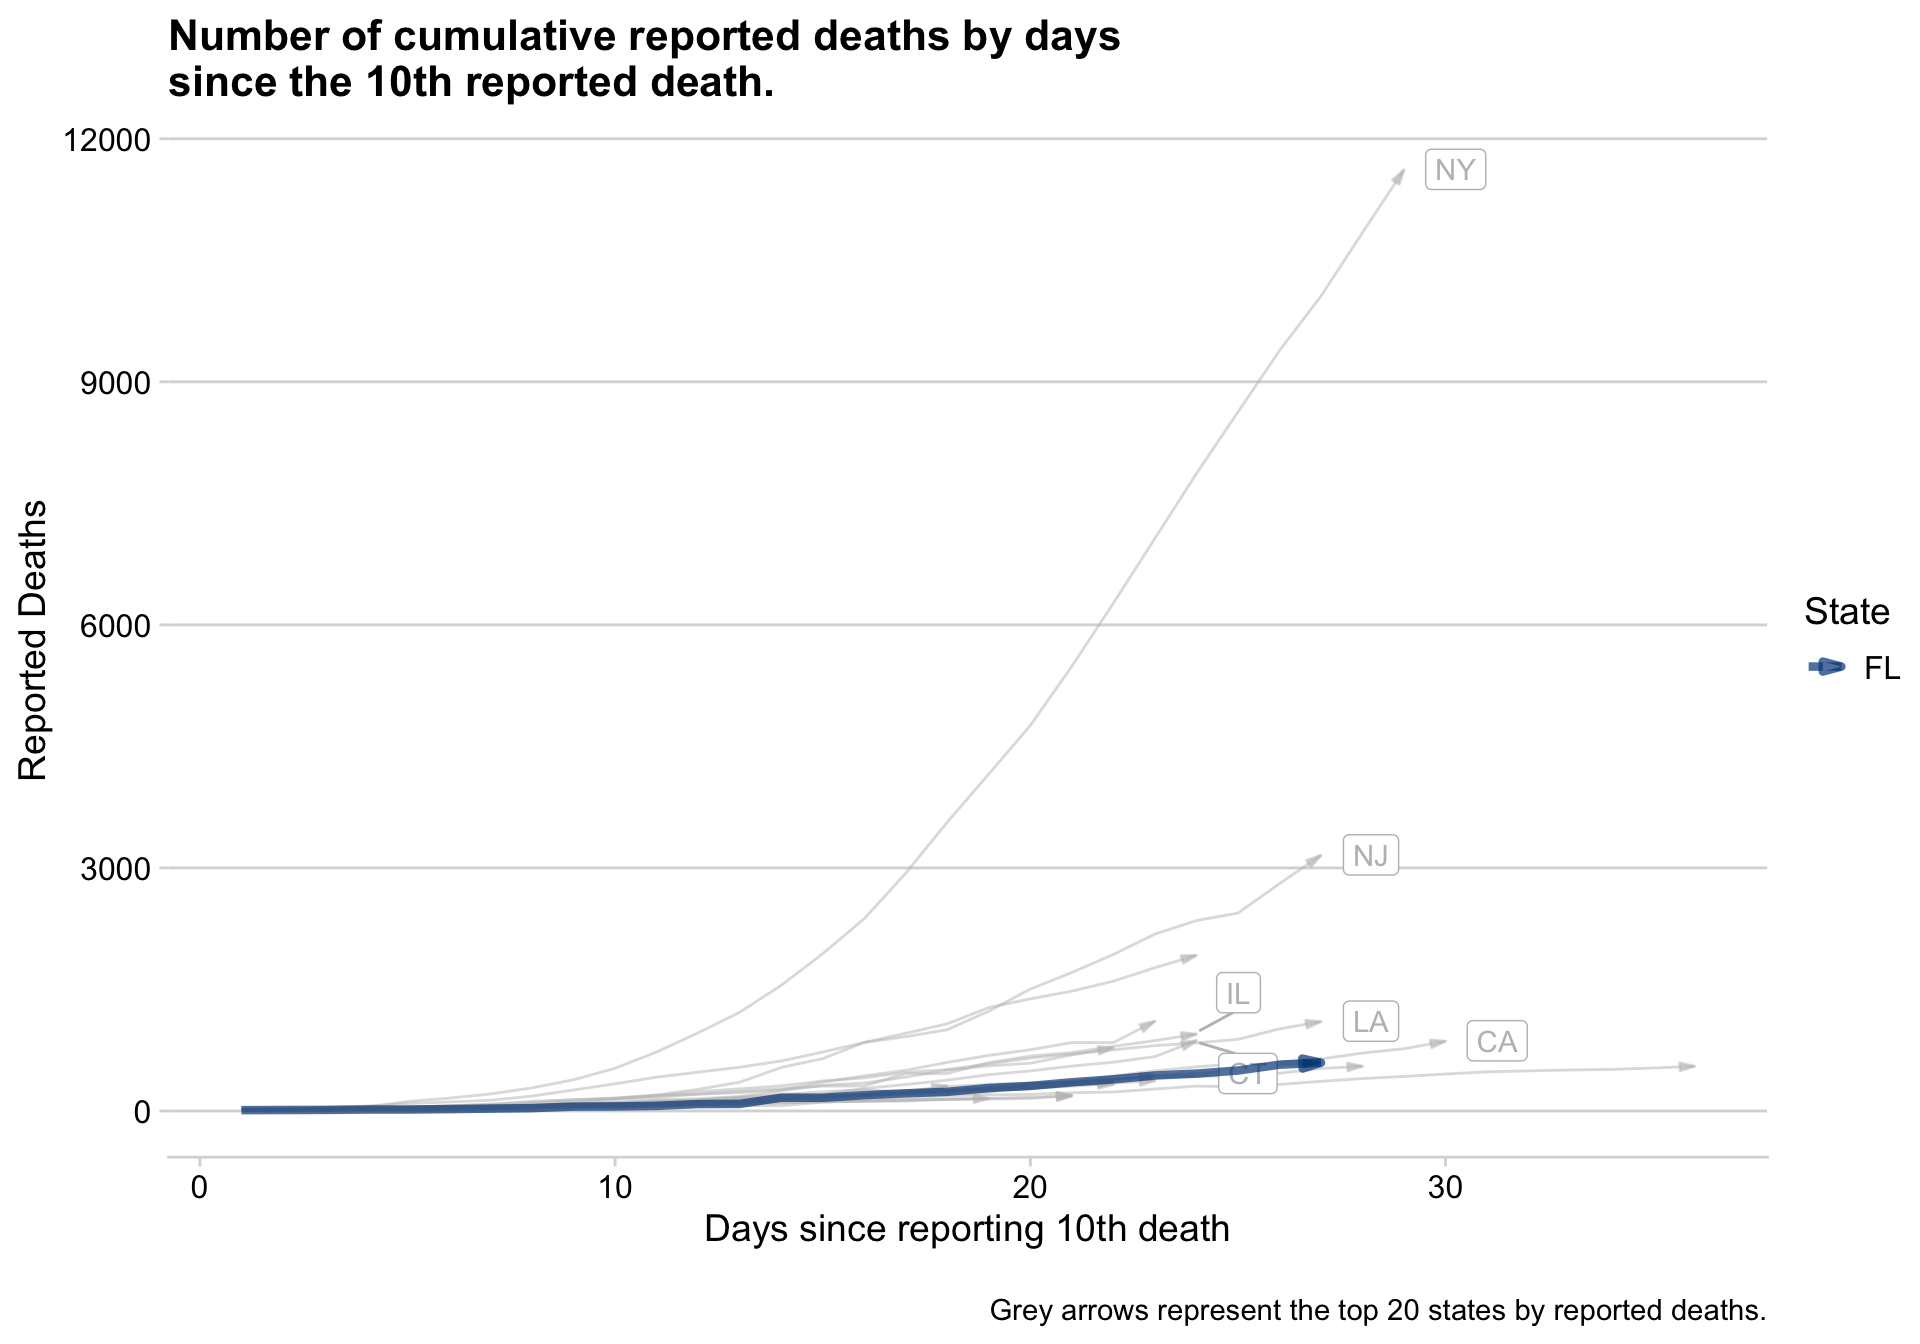 Number of cumulative reported deaths by days
since the 10th reported death.
12000
9000
6000
3000
0
Reported Deaths
NY
NJ
IL
LA
CA
CT
State
FL
0 10 20 30
Days since reporting 10th death
Grey arrows represent the top 20 states by reported deaths.